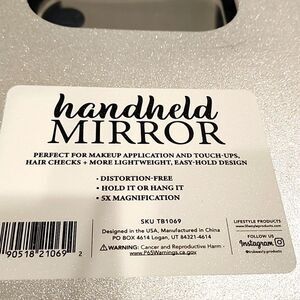 handheld
MIRROR
PERFECT FOR MAKEUP APPLICATION AND TOUCH-UPS,
HAIR CHECKS + MORE LIGHTWEIGHT, EASY-HOLD DESIGN
• DISTORTION-FREE
• HOLD IT OR HANG IT
• 5X MAGNIFICATION
SKU TB1069
Designed in the USA, Manufactured in China
PO BOX 4614 Logan, UT 84321-4614
WARNING: Cancer and Reproductive Harm -
www.P65Warnings.ca.gov
90518 21069 2
LIFESTYLE PRODUCTS
www.lifestyleproducts.com
FOLLOW US
Instagram